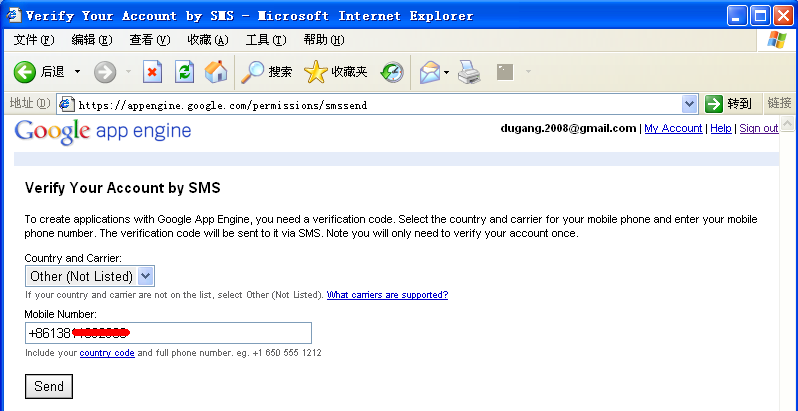 Verify Your Account by SMS - Microsoft Internet Explorer
文件(F) 编辑(E) 查看(V) 收藏(A) 工具(T) 帮助(H)
后退 搜索 收藏夹
地址(D) https://appengine.google.com/permissions/smssend 转到 链接
Google app engine
dugang.2008@gmail.com | My Account | Help | Sign out
Verify Your Account by SMS
To create applications with Google App Engine, you need a verification code. Select the country and carrier for your mobile phone and enter your mobile
phone number. The verification code will be sent to it via SMS. Note you will only need to verify your account once.
Country and Carrier:
Other (Not Listed)
If your country and carrier are not on the list, select Other (Not Listed). What carriers are supported?
Mobile Number:
+86138
Include your country code and full phone number. eg. +1 650 555 1212
Send